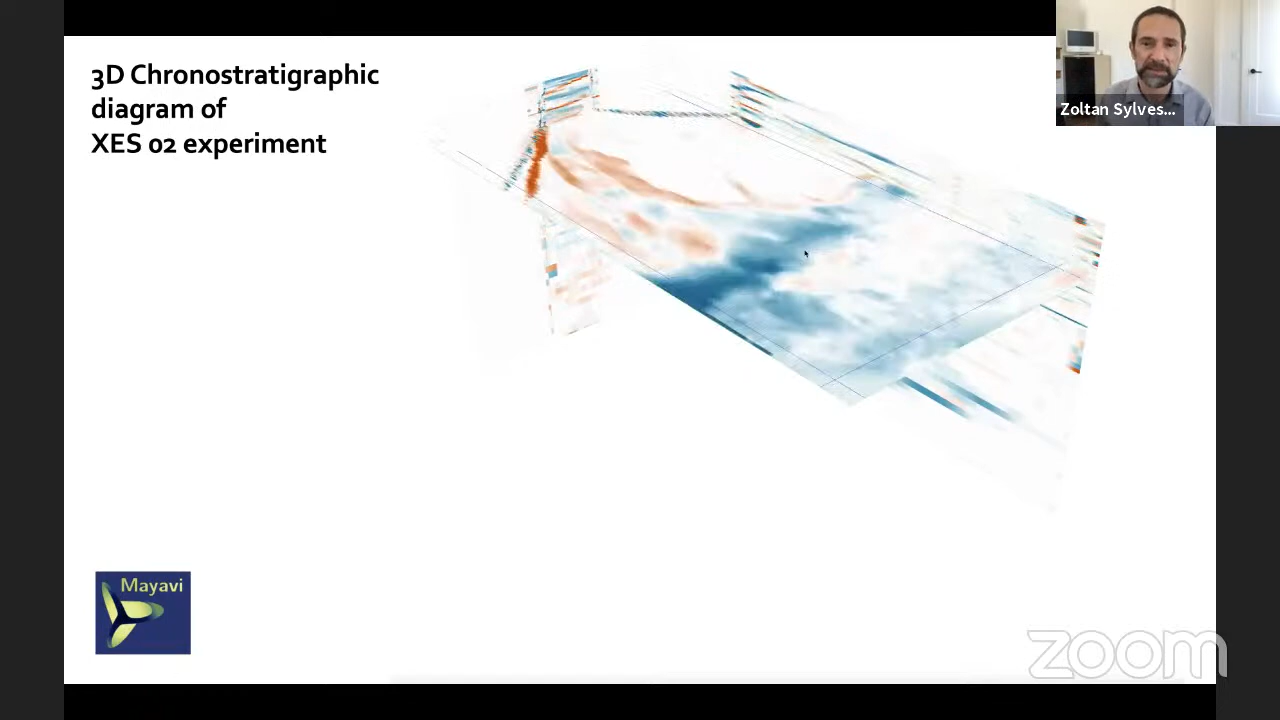 3D Chronostratigraphic
diagram of
XES 02 experiment
Zoltan Sylves...
Mayavi
zoom